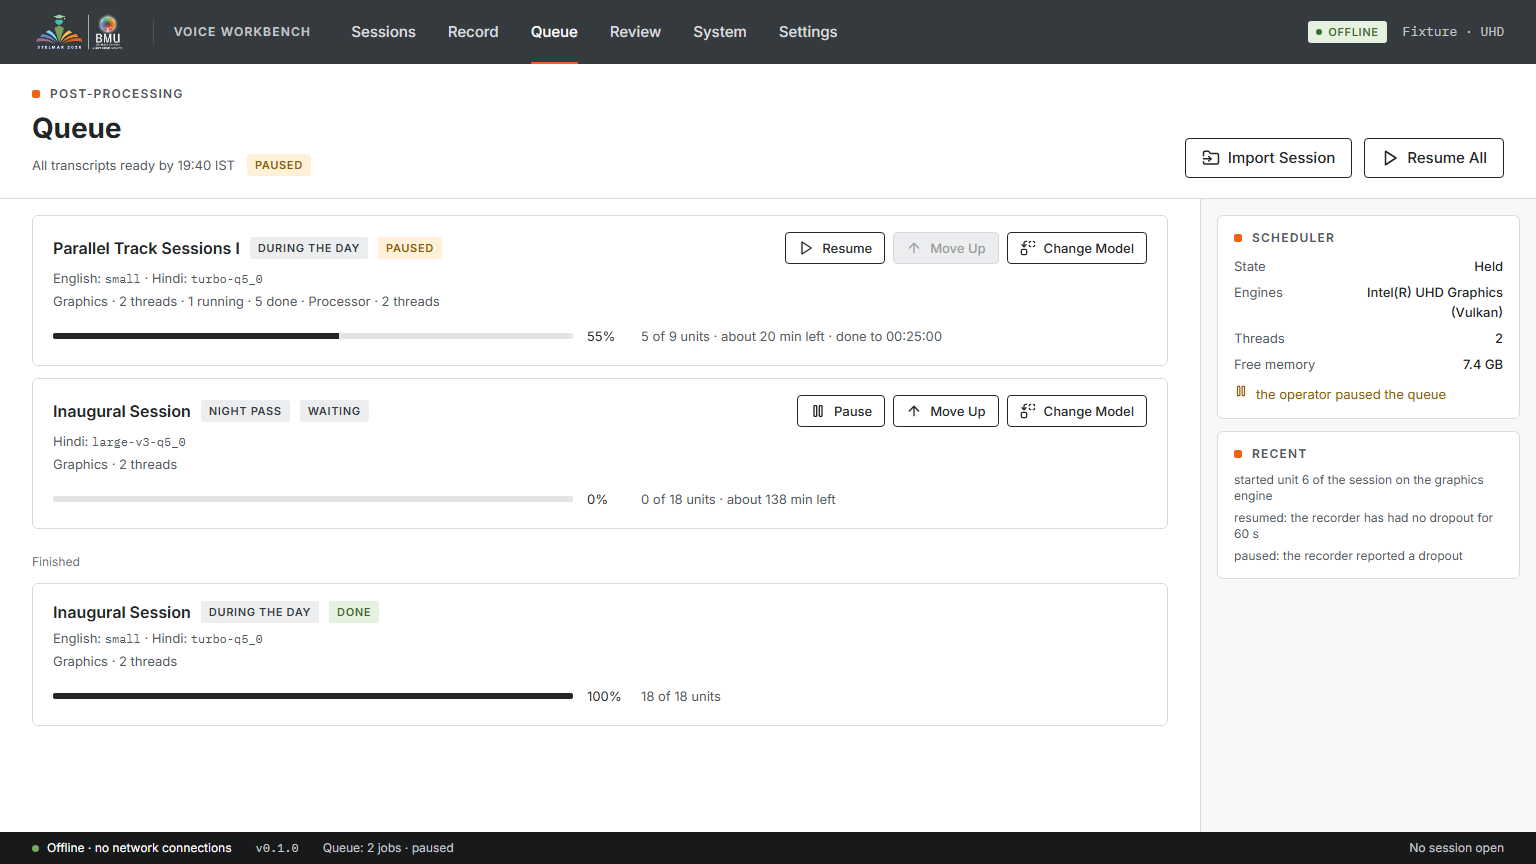 STELMAR 2026
BMU
VOICE WORKBENCH
Sessions
Record
Queue
Review
System
Settings
OFFLINE
Fixture · UHD
POST-PROCESSING
Queue
All transcripts ready by 19:40 IST
PAUSED
Import Session
Resume All
Parallel Track Sessions I
DURING THE DAY
PAUSED
Resume
Move Up
Change Model
English: small · Hindi: turbo-q5_0
Graphics · 2 threads · 1 running · 5 done · Processor · 2 threads
55%
5 of 9 units · about 20 min left · done to 00:25:00
Inaugural Session
NIGHT PASS
WAITING
Pause
Move Up
Change Model
Hindi: large-v3-q5_0
Graphics · 2 threads
0%
0 of 18 units · about 138 min left
Finished
Inaugural Session
DURING THE DAY
DONE
English: small · Hindi: turbo-q5_0
Graphics · 2 threads
100%
18 of 18 units
SCHEDULER
State
Held
Engines
Intel(R) UHD Graphics
(Vulkan)
Threads
2
Free memory
7.4 GB
the operator paused the queue
RECENT
started unit 6 of the session on the graphics
engine
resumed: the recorder has had no dropout for
60 s
paused: the recorder reported a dropout
Offline · no network connections
v0.1.0
Queue: 2 jobs · paused
No session open